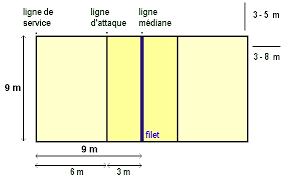 ligne de
service
ligne
d'attaque
ligne
médiane
3 - 5 m
3 - 8 m
9 m
filet
9 m
6 m
3 m